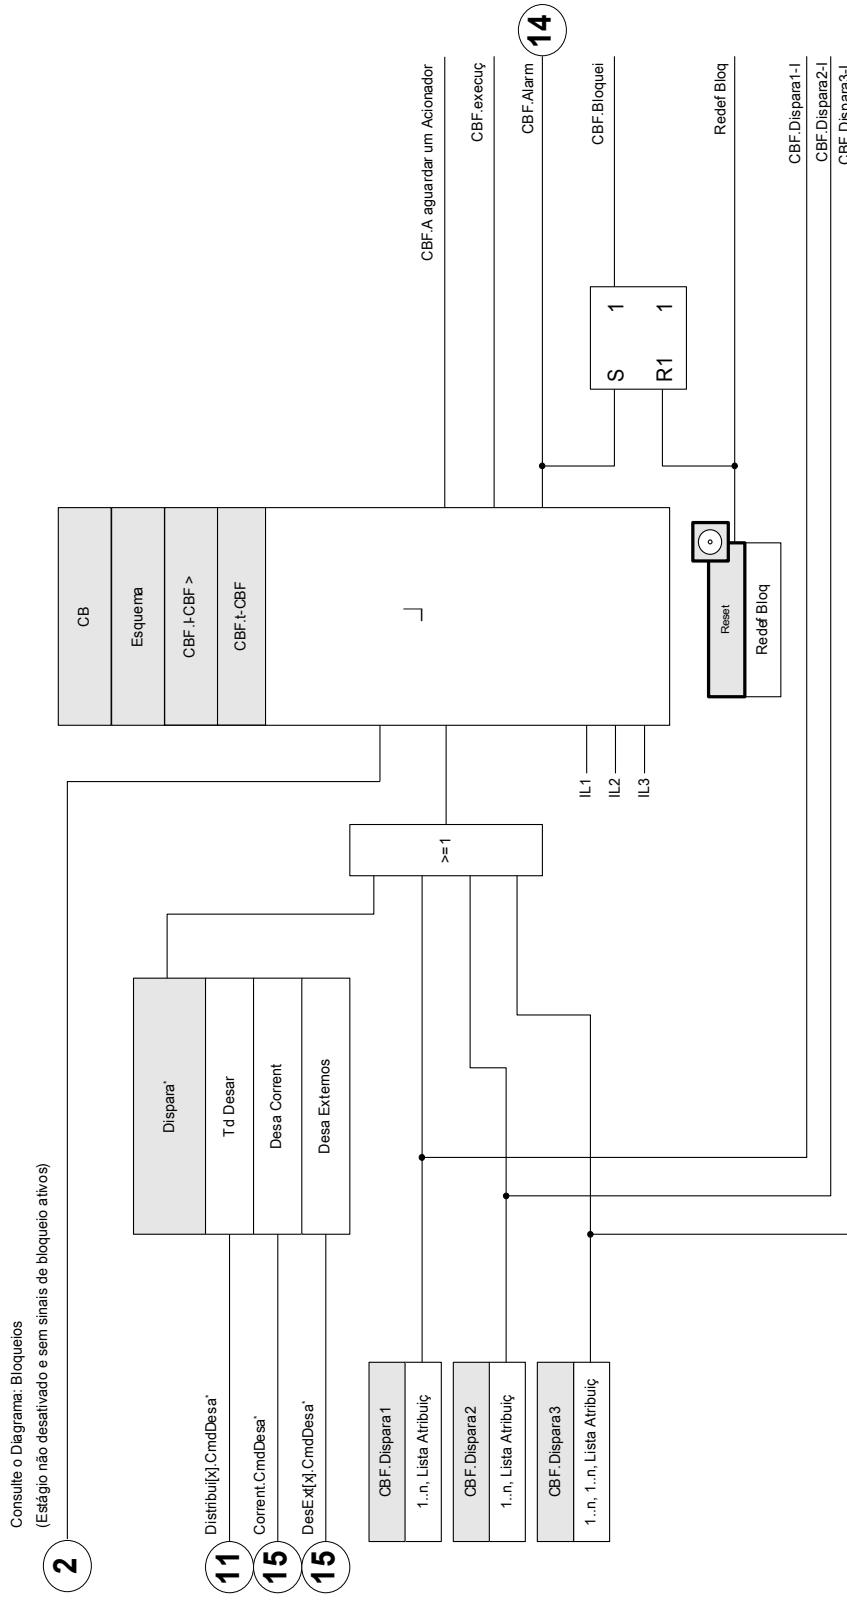 Consulte o Diagrama: Bloqueios
(Estágio não desativado e sem sinais de bloqueio ativos)
2
Distribui[x].CmdDesa*
11
Corrent.CmdDesa*
15
DesExt[x].CmdDesa*
15
Dispara*
Td Desar
Desa Corrent
Desa Externos
CBF.Dispara1
1..n, Lista Atribuiç
CBF.Dispara2
1..n, Lista Atribuiç
CBF.Dispara3
1..n, 1..n, Lista Atribuiç
>=1
IL1
IL2
IL3
CB
Esquema
CBF.I-CBF >
CBF.t-CBF
CBF.A aguardar um Acionador
CBF.execuç
CBF.Alarm
14
S 1
R1 1
CBF.Bloquei
Reset
Redef Bloq
Redef Bloq
CBF.Dispara1-I
CBF.Dispara2-I
CBF.Dispara3-I